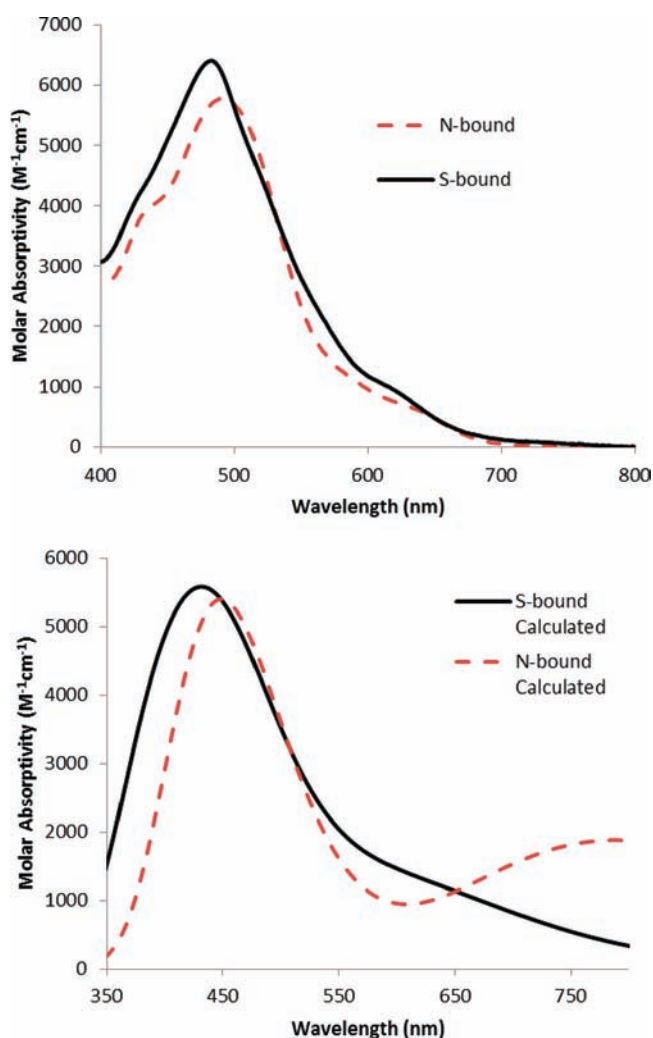 7000
6000
5000
4000
3000
2000
1000
0
Molar Absorptivity (M⁻¹cm⁻¹)
N-bound
S-bound
400 500 600 700 800
Wavelength (nm)
6000
5000
4000
3000
2000
1000
0
Molar Absorptivity (M⁻¹cm⁻¹)
S-bound
Calculated
N-bound
Calculated
350 450 550 650 750
Wavelength (nm)